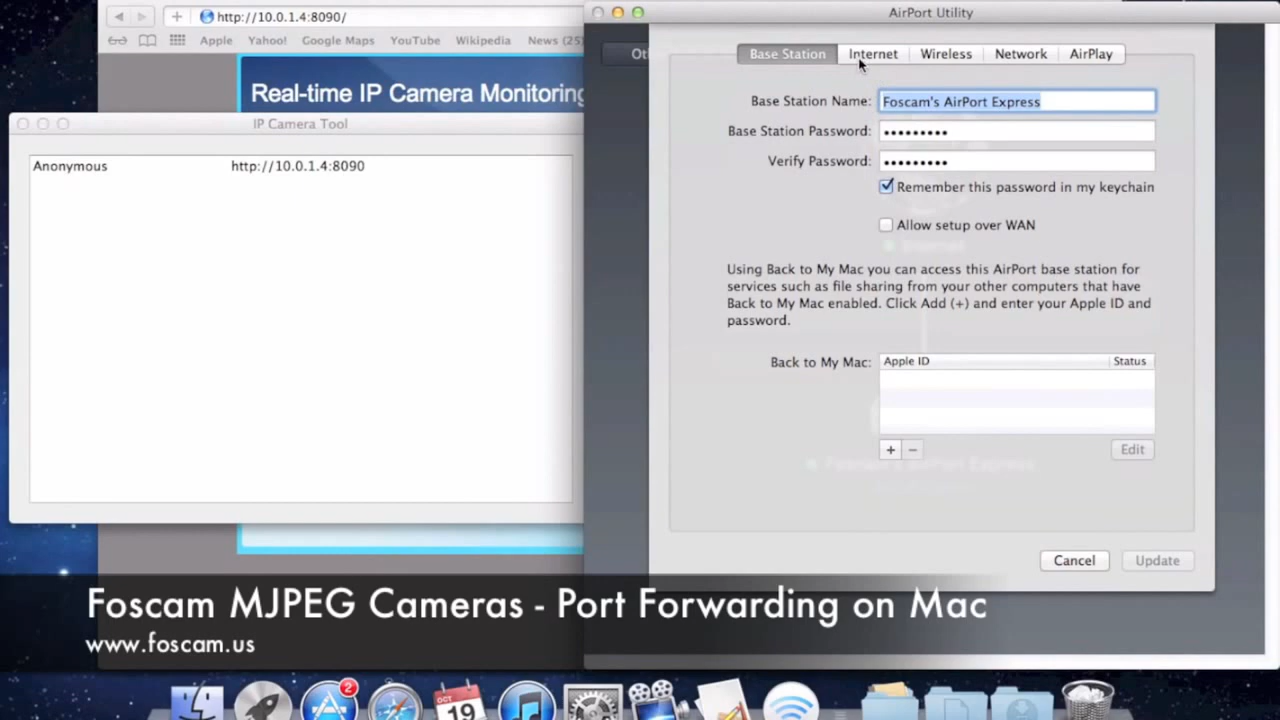 http://10.0.1.4:8090/
Apple Yahoo! Google Maps YouTube Wikipedia News (25)
Real-time IP Camera Monitoring
IP Camera Tool
Anonymous http://10.0.1.4:8090
AirPort Utility
Base Station Internet Wireless Network AirPlay
Base Station Name: Foscam's AirPort Express
Base Station Password: •••••••••
Verify Password: •••••••••
Remember this password in my keychain
Allow setup over WAN
Using Back to My Mac you can access this AirPort base station for
services such as file sharing from your other computers that have
Back to My Mac enabled. Click Add (+) and enter your Apple ID and
password.
Back to My Mac: Apple ID Status
+ − Edit
Cancel Update
Foscam MJPEG Cameras - Port Forwarding on Mac
www.foscam.us
2
OCT
19